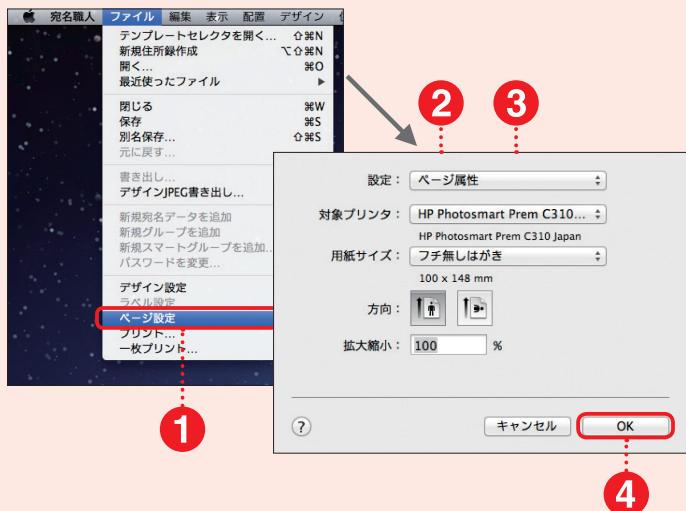 宛名職人 ファイル 編集 表示 配置 デザイン
テンプレートセレクタを開く... ⇧⌘N
新規住所録作成 ⌥⇧⌘N
開く... ⌘O
最近使ったファイル ▶
閉じる ⌘W
保存 ⌘S
別名保存... ⇧⌘S
元に戻す...
書き出し...
デザインJPEG書き出し...
新規宛名データを追加
新規グループを追加
新規スマートグループを追加...
パスワードを変更...
デザイン設定
ラベル設定
ページ設定
プリント...
一枚プリント...
1
2 3
設定： ページ属性
対象プリンタ： HP Photosmart Prem C310...
HP Photosmart Prem C310 Japan
用紙サイズ： フチ無しはがき
100 x 148 mm
方向：
拡大縮小： 100 %
? キャンセル OK
4